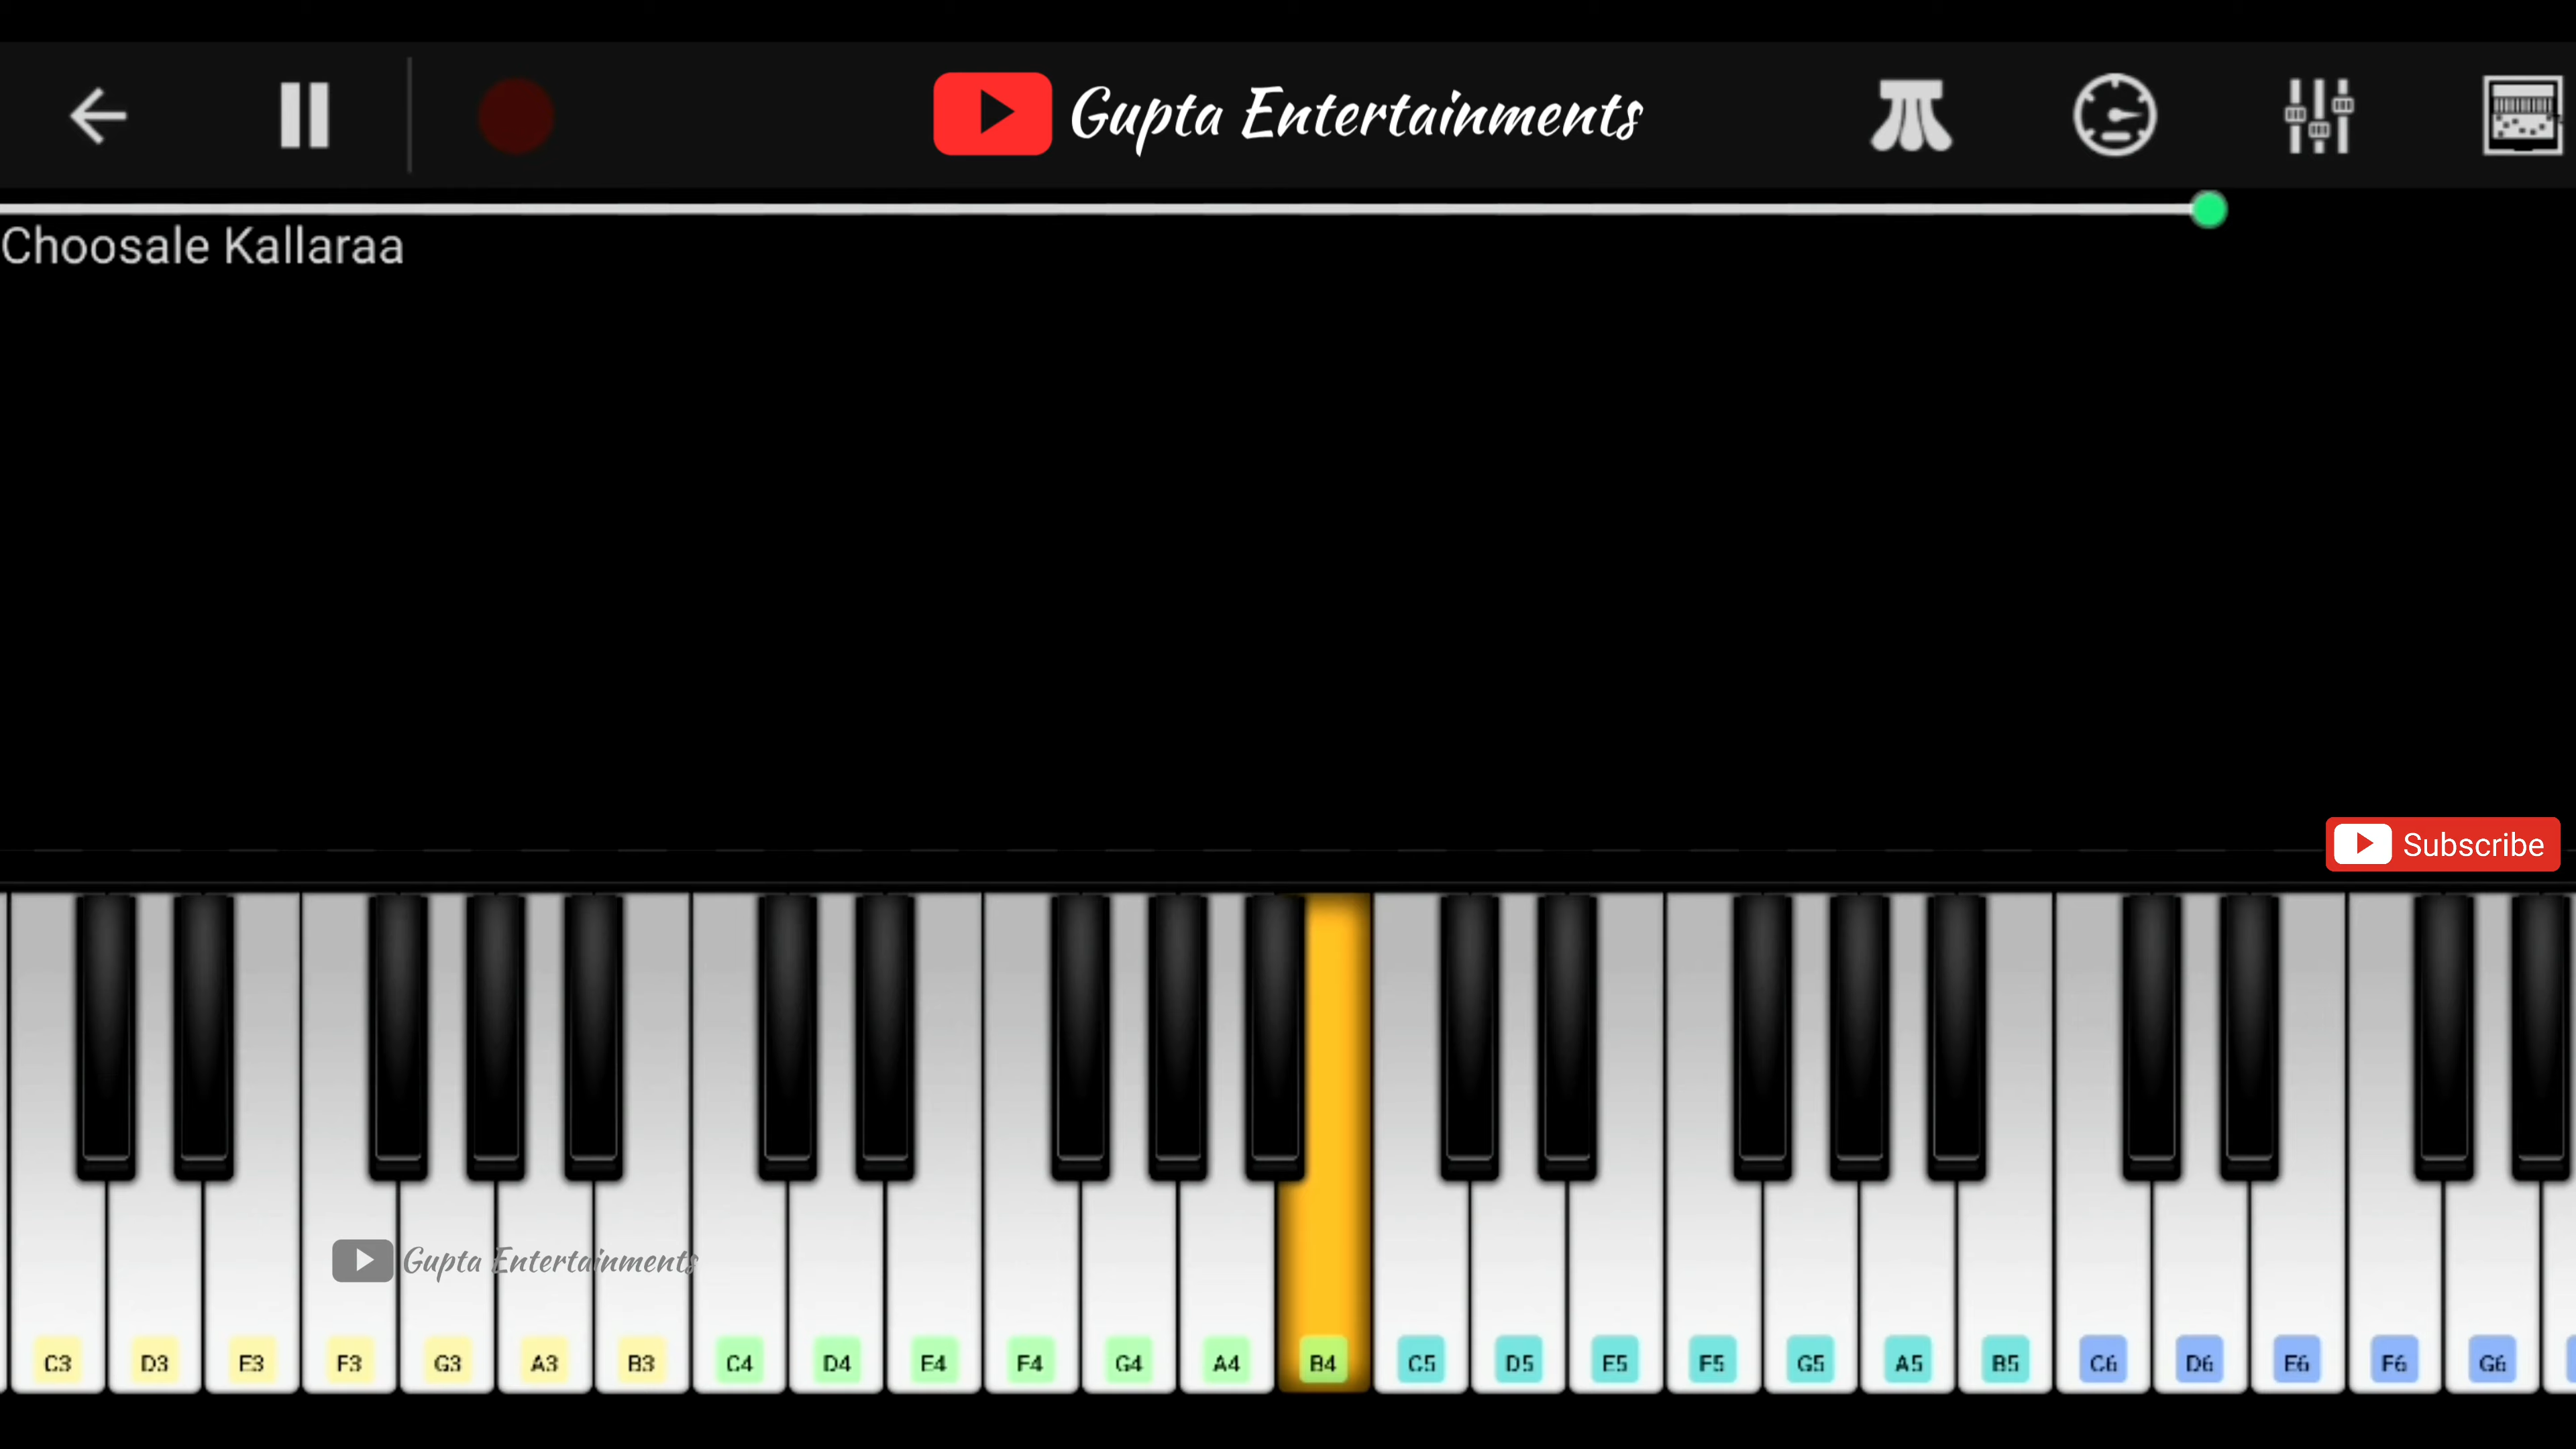 Gupta Entertainments
Choosale Kallaraa
Subscribe
Gupta Entertainments
C3 D3 E3 F3 G3 A3 B3 C4 D4 E4 F4 G4 A4 B4 C5 D5 E5 F5 G5 A5 B5 C6 D6 E6 F6 G6